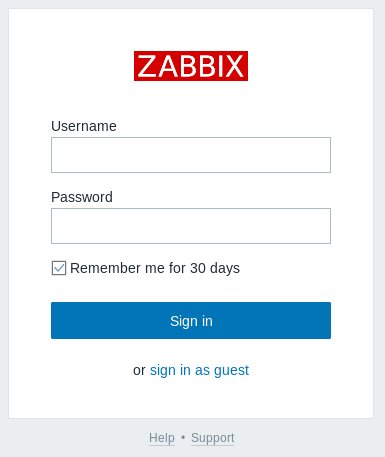 ZABBIX
Username
Password
Remember me for 30 days
Sign in
or sign in as guest
Help • Support